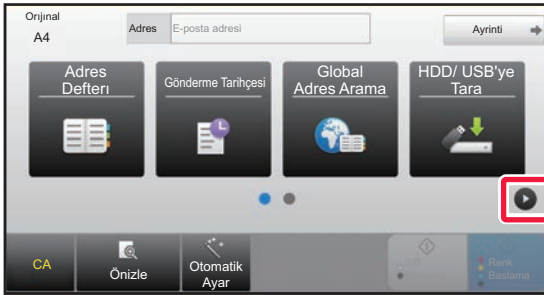 Orijinal
A4
Adres
E-posta adresi
Ayrinti
Adres
Defteri
Gönderme Tarihçesi
Global
Adres Arama
HDD/ USB'ye
Tara
CA
Önizle
Otomatik
Ayar
Renk
Baslama